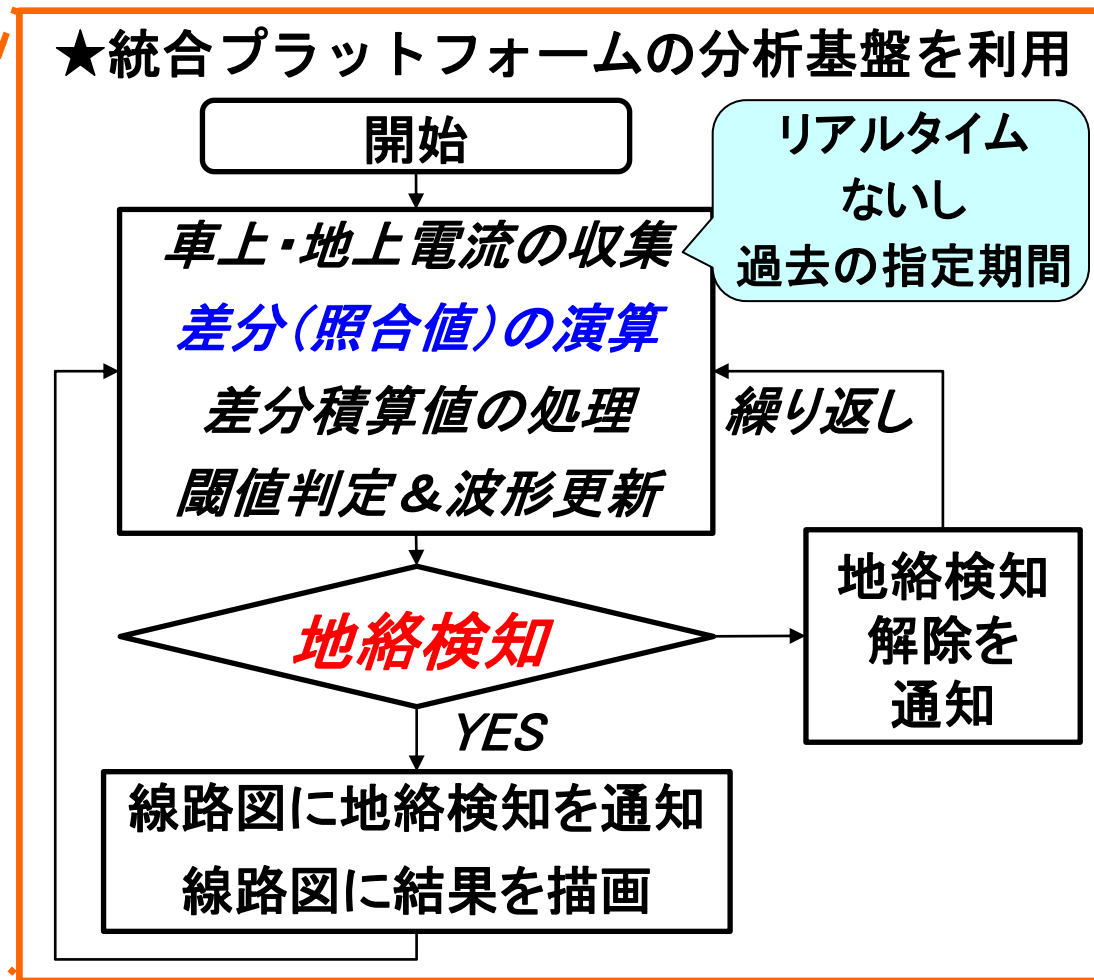 ★統合プラットフォームの分析基盤を利用
開始
リアルタイム
ないし
過去の指定期間
車上・地上電流の収集
差分(照合値)の演算
差分積算値の処理
閾値判定&波形更新
繰り返し
地絡検知
地絡検知
解除を
通知
YES
線路図に地絡検知を通知
線路図に結果を描画